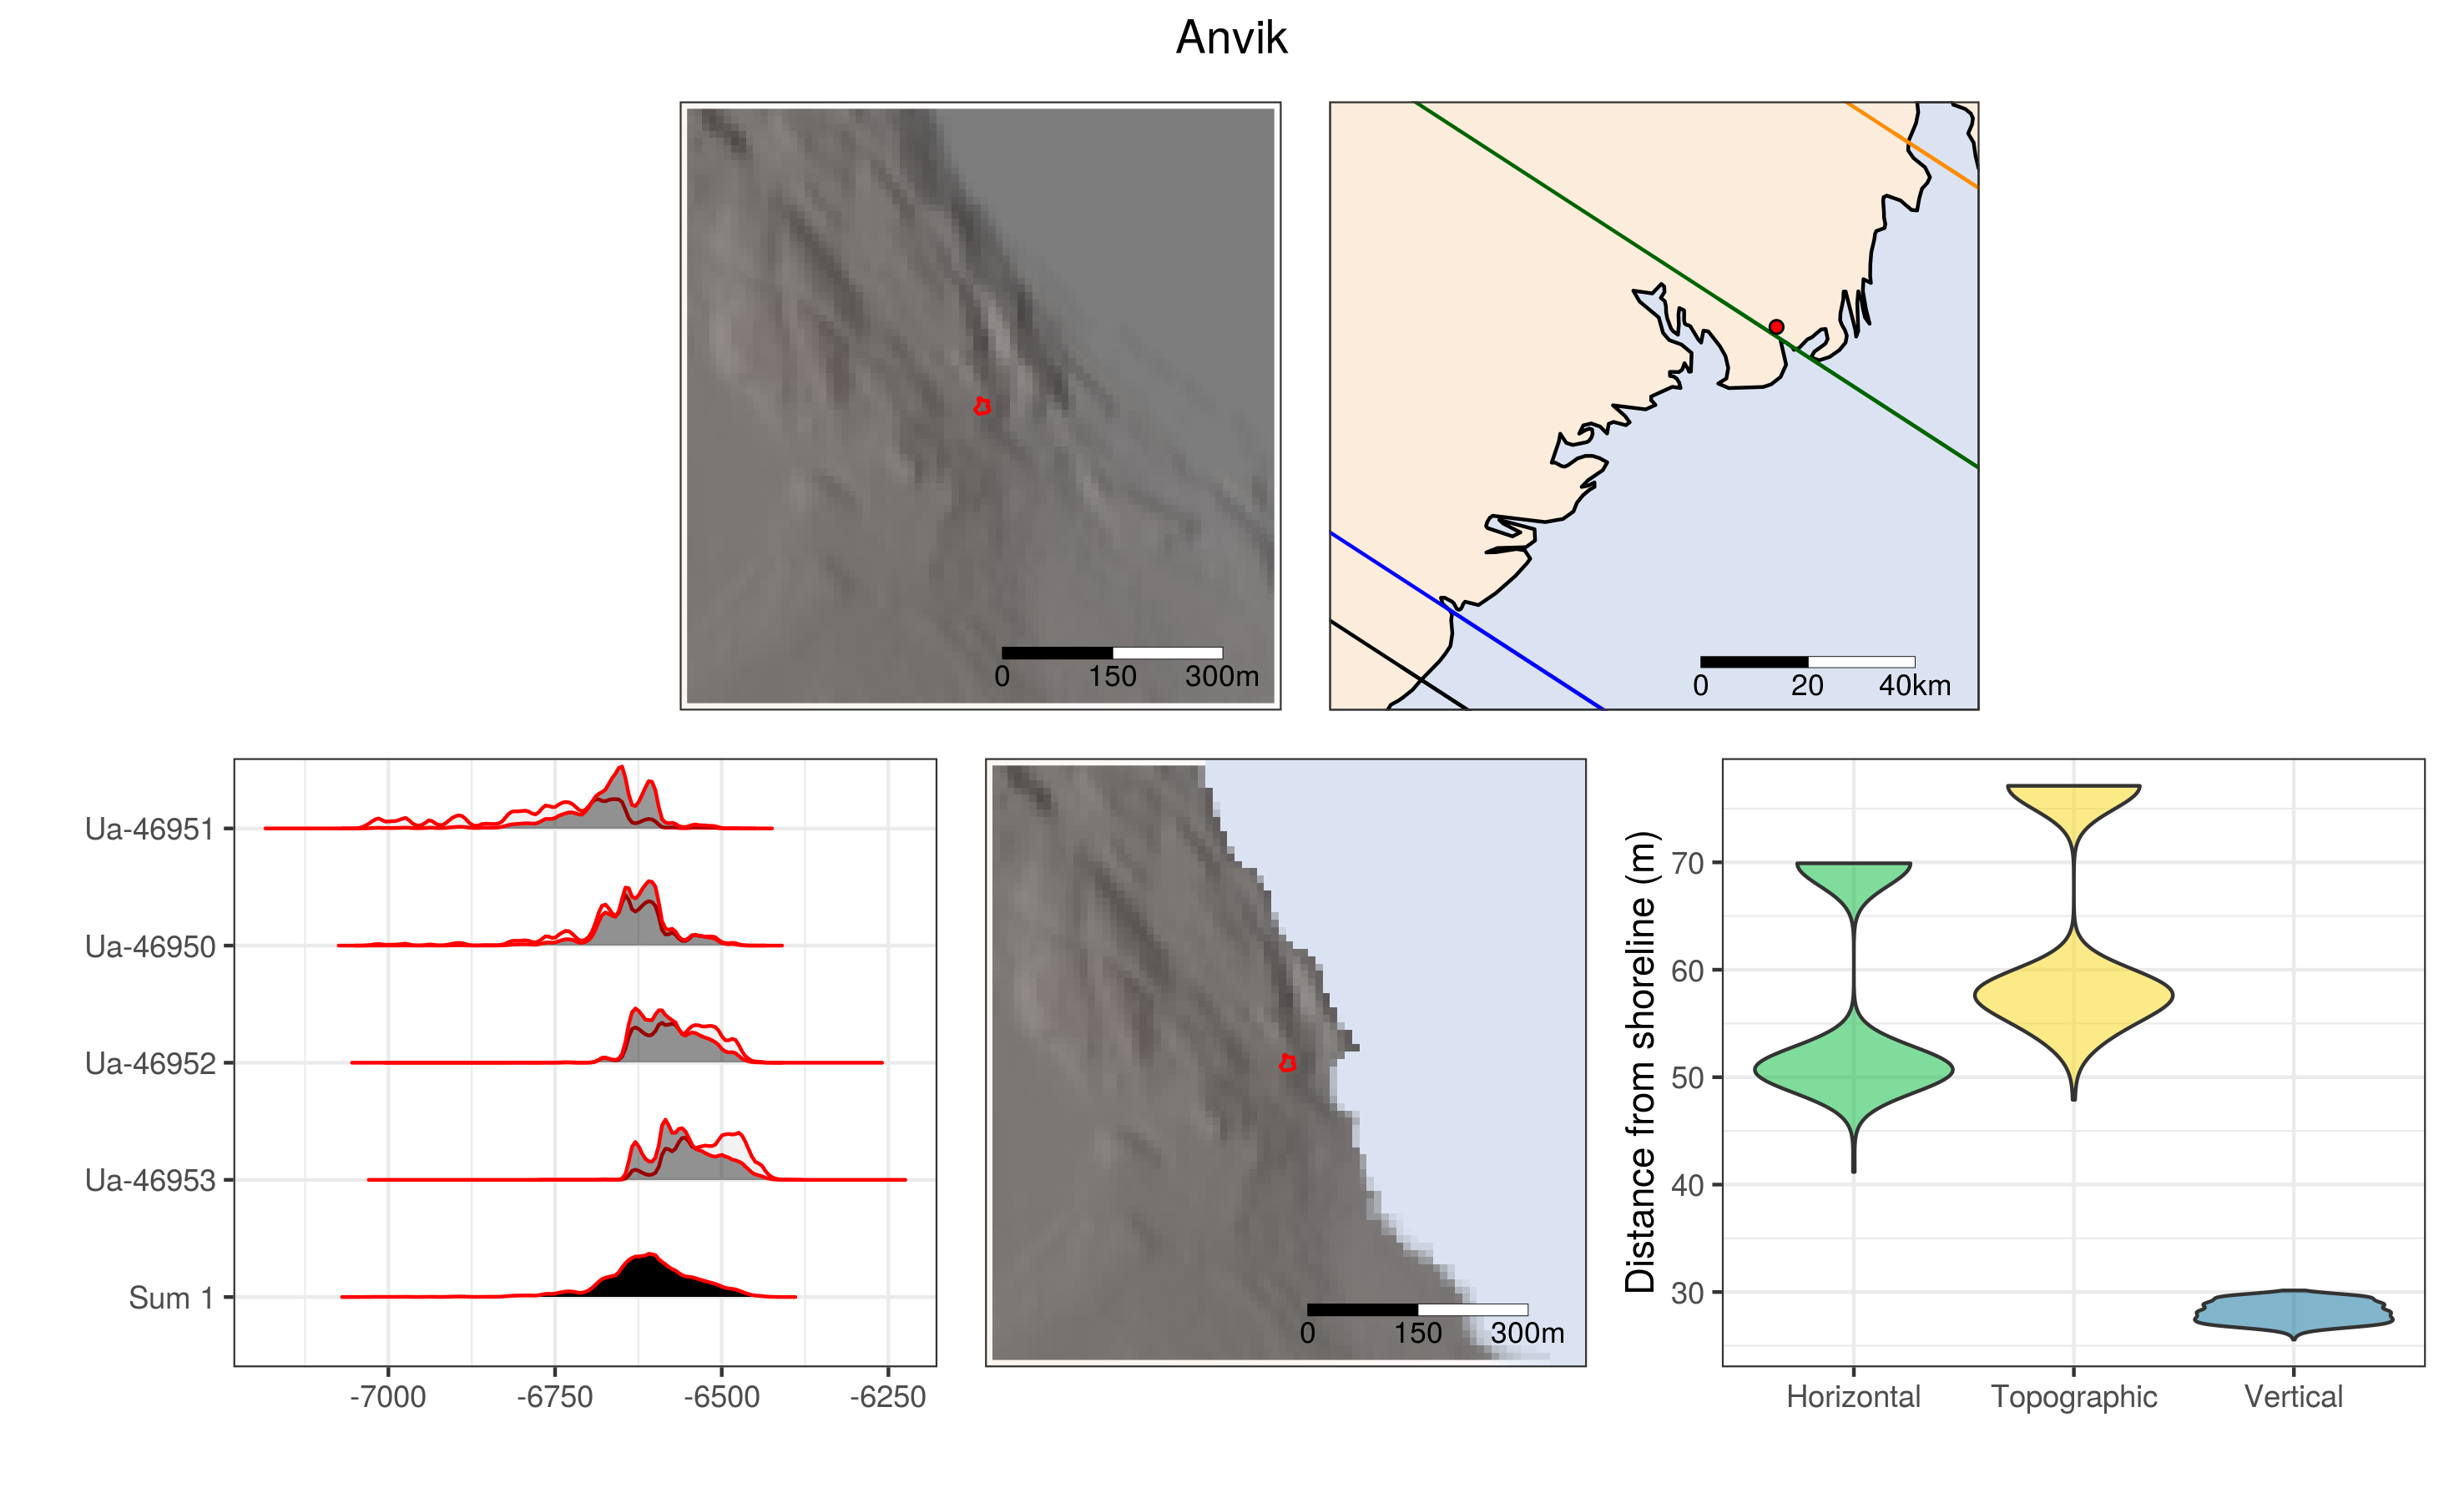 Anvik
0 150 300m
0 20 40km
Ua-46951
Ua-46950
Ua-46952
Ua-46953
Sum 1
-7000 -6750 -6500 -6250
0 150 300m
Distance from shoreline (m)
70
60
50
40
30
Horizontal Topographic Vertical